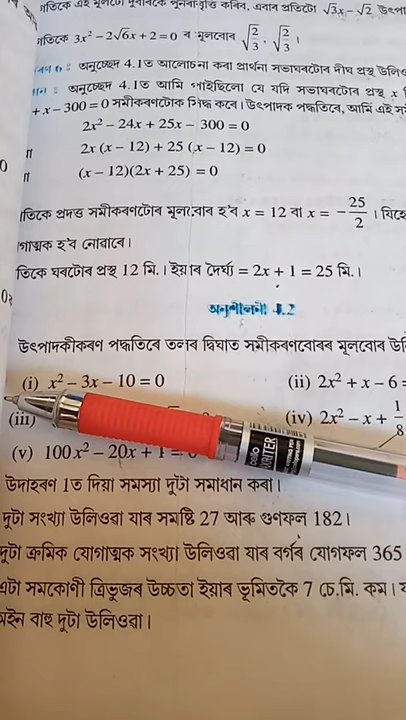 গতিকে 3x² − 2√6x + 2 = 0 ৰ মূলবোৰ √(2/3), √(2/3) ।
অনুচ্ছেদ 4.1ত আলোচনা কৰা প্ৰাৰ্থনা সভাঘৰটোৰ দীঘ প্ৰস্থ
অনুচ্ছেদ 4.1ত আমি পাইছিলো যে যদি সভাঘৰটোৰ প্ৰস্থ x
+ x − 300 = 0 সমীকৰণটোক সিদ্ধ কৰে। উৎপাদক পদ্ধতিৰে, আমি এই
2x² − 24x + 25x − 300 = 0
2x (x − 12) + 25 (x − 12) = 0
(x − 12)(2x + 25) = 0
প্ৰদত্ত সমীকৰণটোৰ মূলবোৰ হ'ব x = 12 বা x = −25/2 ।
হ'ব নোৱাৰে।
ঘৰটোৰ প্ৰস্থ 12 মি.। ইয়াৰ দৈৰ্ঘ্য = 2x + 1 = 25 মি.।
অনুশীলনী 4.2
উৎপাদকীকৰণ পদ্ধতিৰে তলৰ দ্বিঘাত সমীকৰণবোৰৰ মূলবোৰ
(i) x² − 3x − 10 = 0 (ii) 2x² + x − 6 =
(iii) (iv) 2x² − x + 1/8
(v) 100x² − 20x + 1 = 0
উদাহৰণ 1ত দিয়া সমস্যা দুটা সমাধান কৰা।
দুটা সংখ্যা উলিওৱা যাৰ সমষ্টি 27 আৰু গুণফল 182।
দুটা ক্ৰমিক যোগাত্মক সংখ্যা উলিওৱা যাৰ বৰ্গৰ যোগফল 365
এটা সমকোণী ত্ৰিভুজৰ উচ্চতা ইয়াৰ ভূমিতকৈ 7 চে.মি. কম।
বাহু দুটা উলিওৱা।